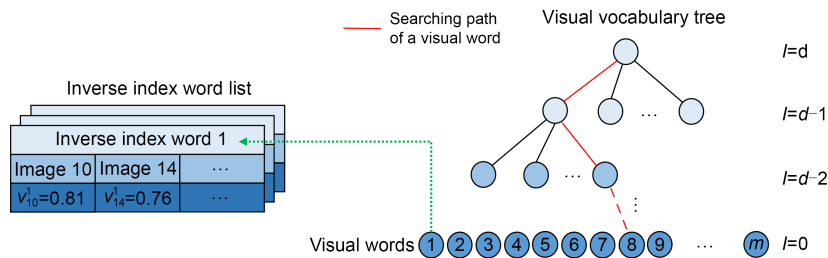 Searching path
of a visual word
Visual vocabulary tree
l=d
Inverse index word list
l=d−1
Inverse index word 1
Image 10 Image 14 ...
l=d−2
v¹₁₀=0.81 v¹₁₄=0.76 ...
Visual words 1 2 3 4 5 6 7 8 9 ... m l=0